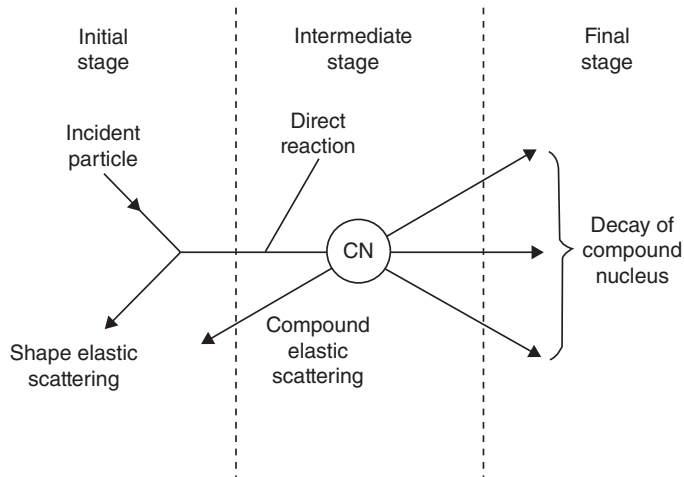 Initial
stage
Intermediate
stage
Final
stage
Incident
particle
Direct
reaction
CN
Decay of
compound
nucleus
Shape elastic
scattering
Compound
elastic
scattering